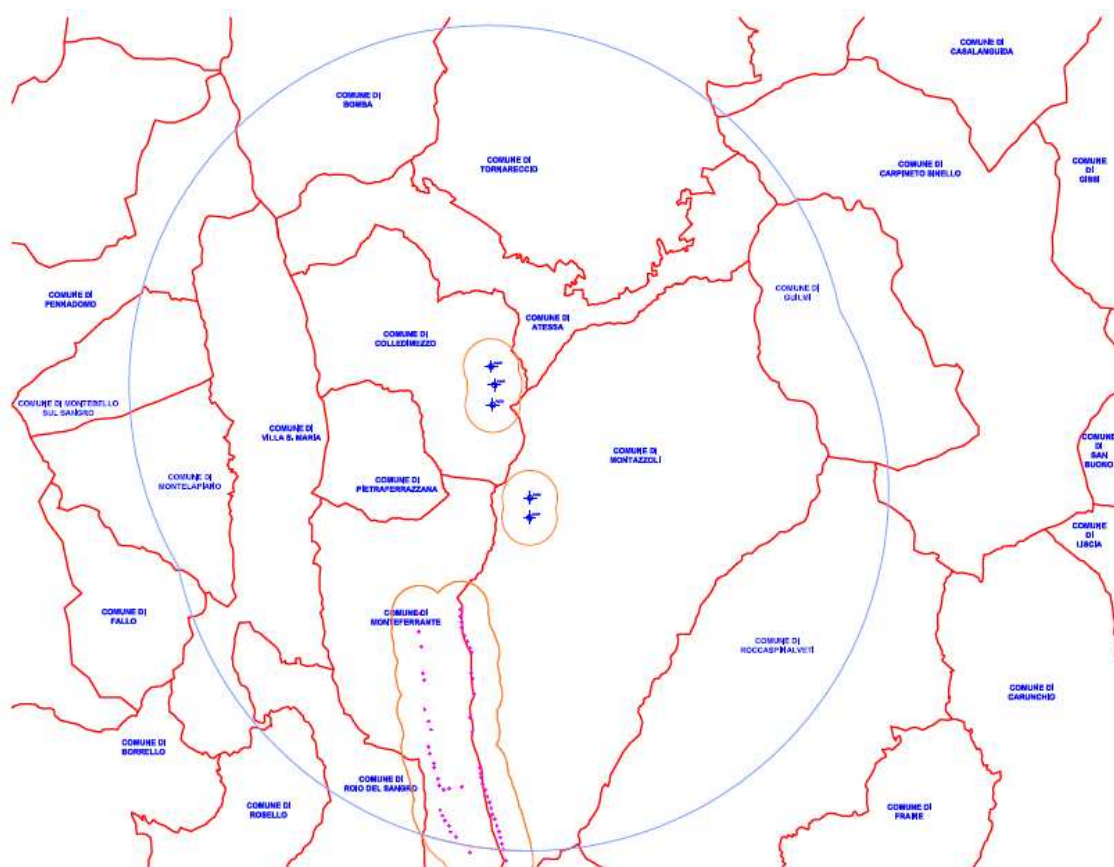 COMUNE DI
CASALANGUIDA
COMUNE DI
BOMBA
COMUNE DI
TORNARECCIO
COMUNE DI
CARPINETO SINELLO
COMUNE
DI
GISSI
COMUNE DI
PENNADOMO
COMUNE DI
GUILMI
COMUNE DI
ATESSA
COMUNE DI
COLLEDIMEZZO
COMUNE DI MONTEBELLO
SUL SANGRO
COMUNE DI
VILLA S. MARIA
COMUNE DI
MONTAZZOLI
COMUNE
DI
SAN
BUONO
COMUNE DI
MONTELAPIANO
COMUNE DI
PIETRAFERRAZZANA
COMUNE
DI
LISCIA
COMUNE DI
FALLO
COMUNE DI
MONTEFERRANTE
COMUNE DI
ROCCASPINALVETI
COMUNE DI
CARUNCHIO
COMUNE DI
BORRELLO
COMUNE DI
ROIO DEL SANGRO
COMUNE DI
ROSELLO
COMUNE DI
FRAINE